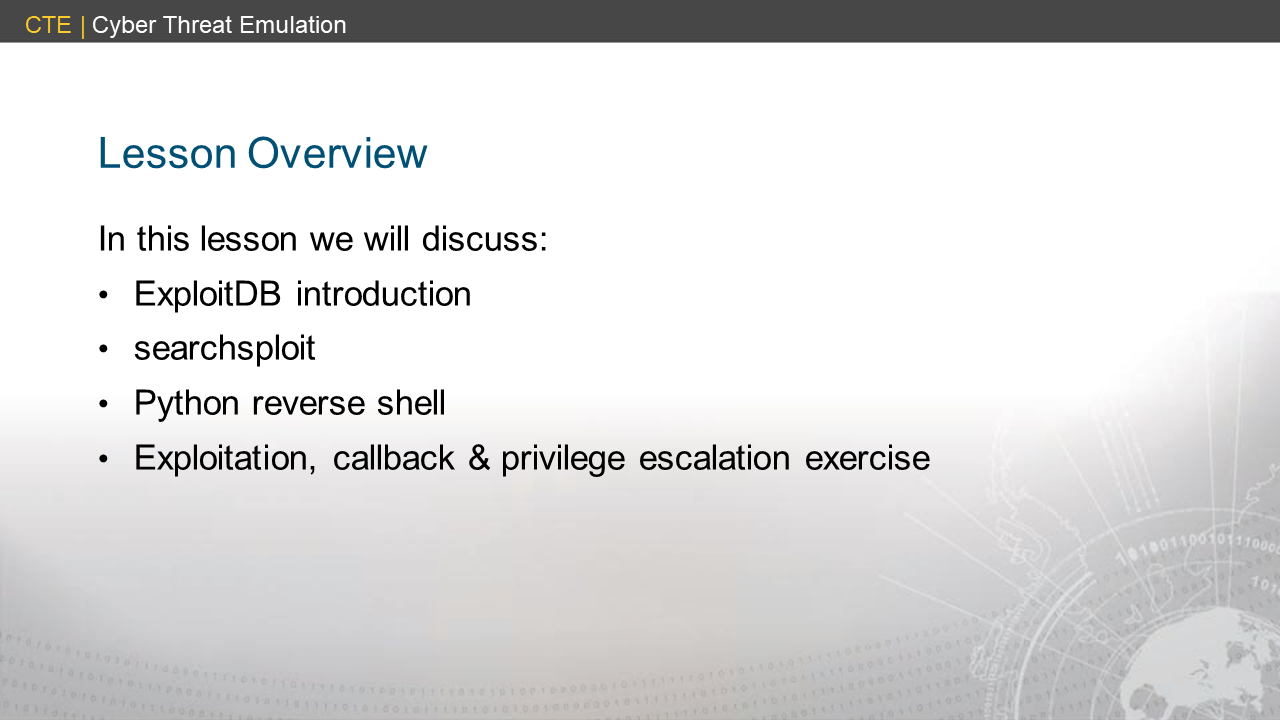 CTE | Cyber Threat Emulation
Lesson Overview
In this lesson we will discuss:
• ExploitDB introduction
• searchsploit
• Python reverse shell
• Exploitation, callback & privilege escalation exercise